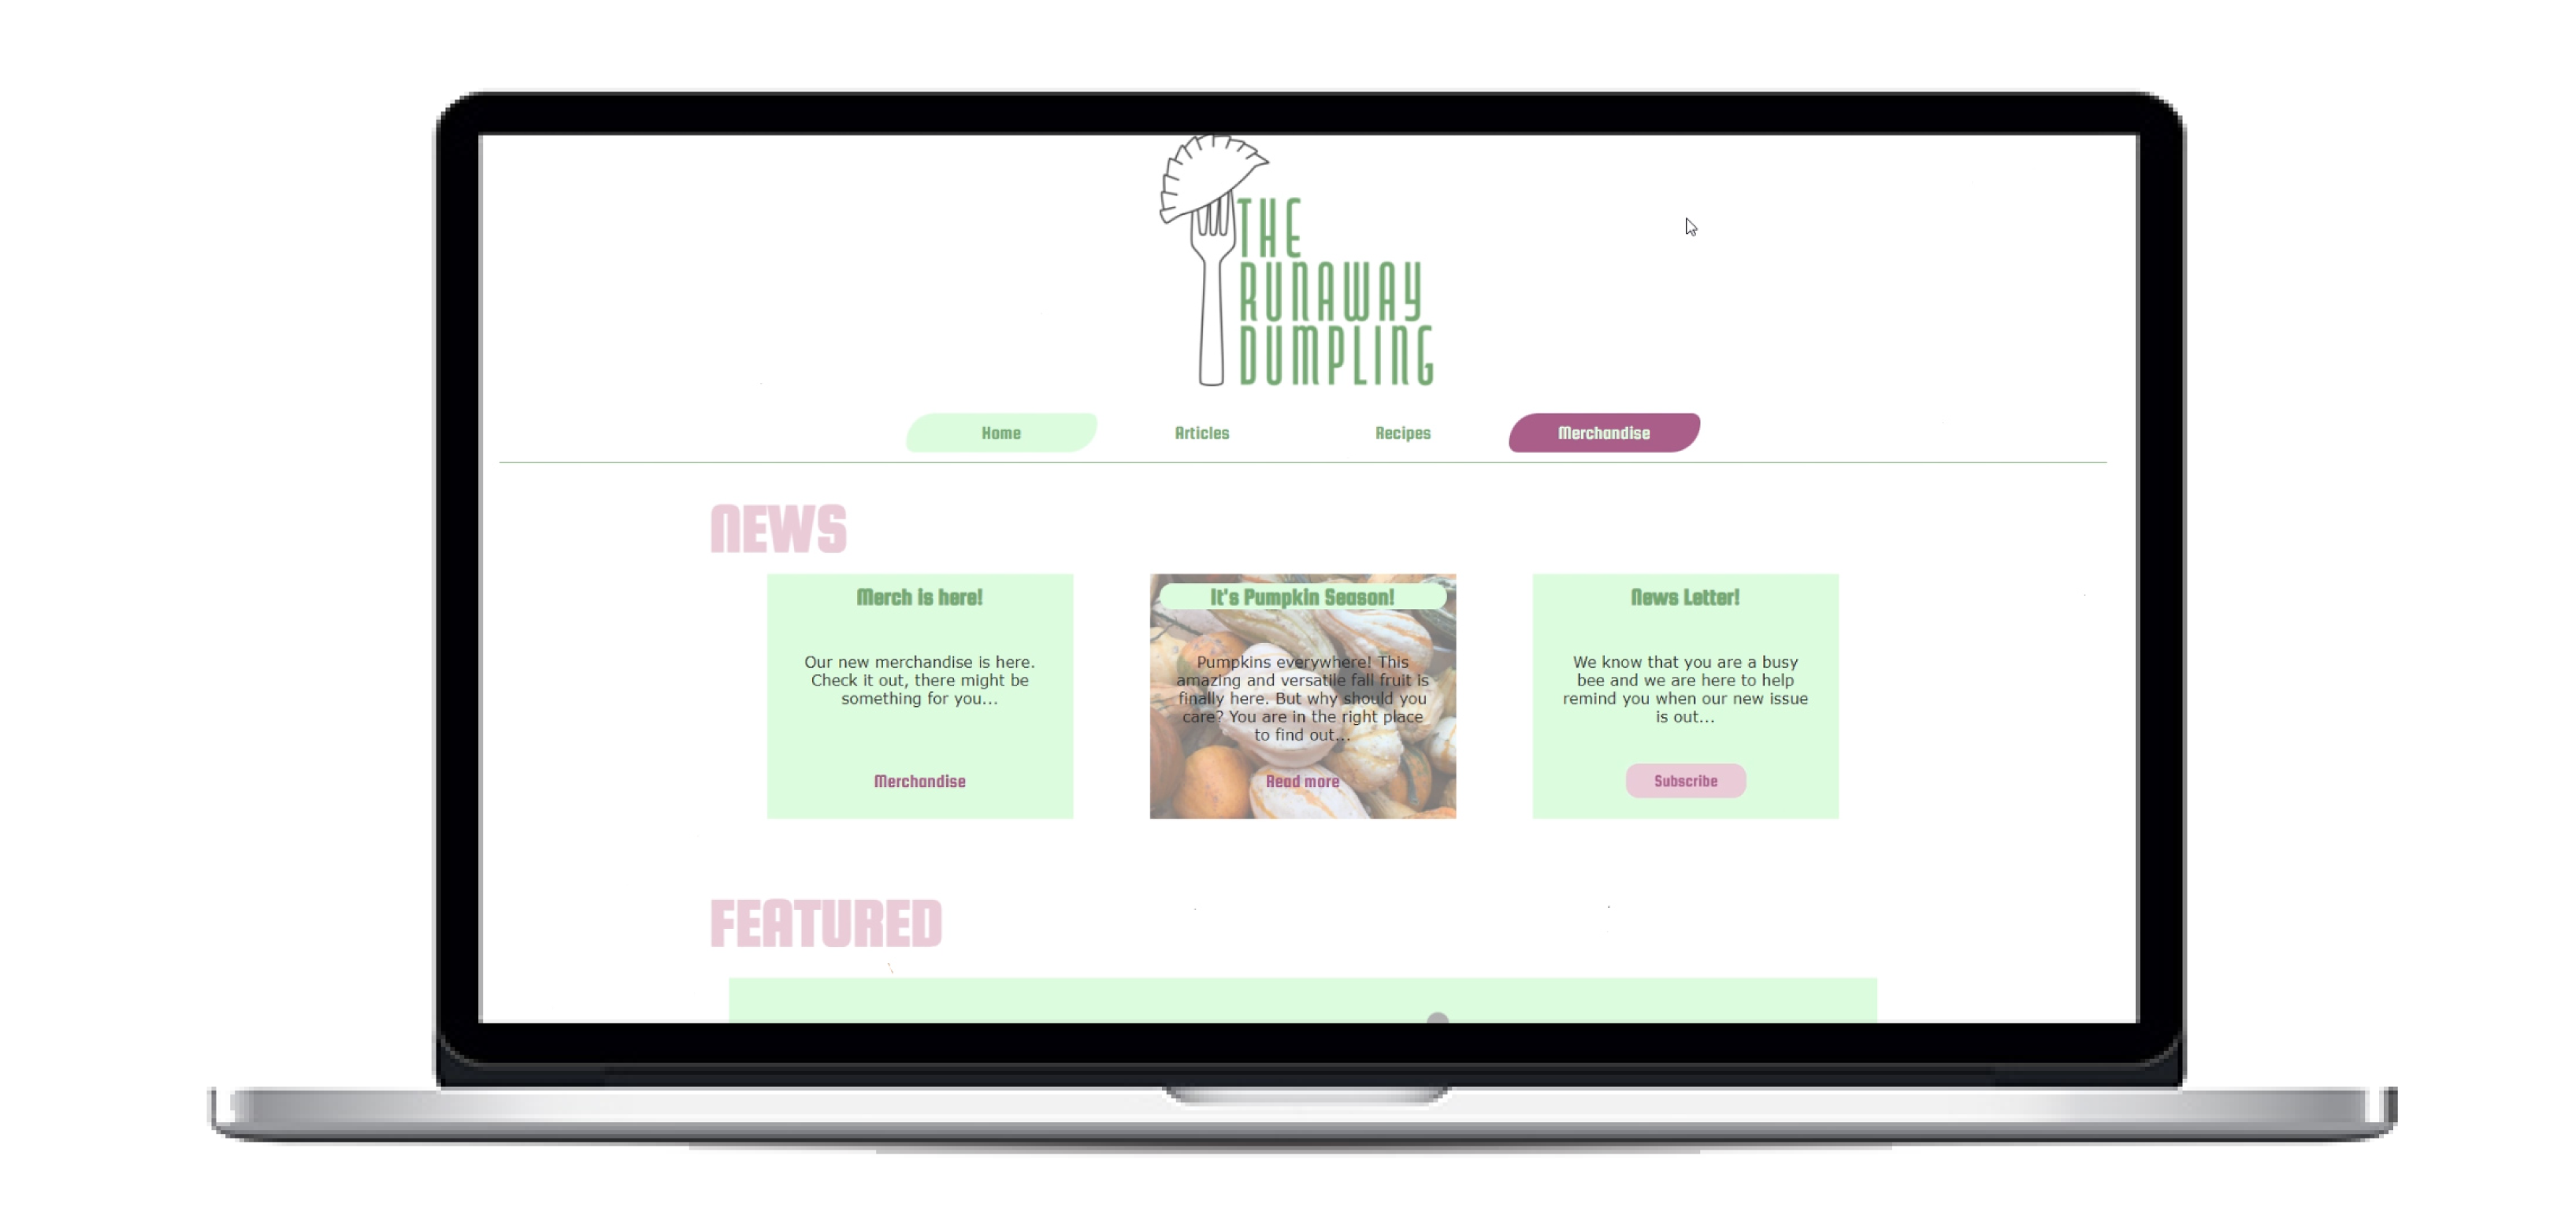 THE
RUNAWAY
DUMPLING
Home Articles Recipes Merchandise
NEWS
Merch is here!
Our new merchandise is here.
Check it out, there might be
something for you...
Merchandise
It's Pumpkin Season!
Pumpkins everywhere! This
amazing and versatile fall fruit is
finally here. But why should you
care? You are in the right place
to find out...
Read more
News Letter!
We know that you are a busy
bee and we are here to help
remind you when our new issue
is out...
Subscribe
FEATURED